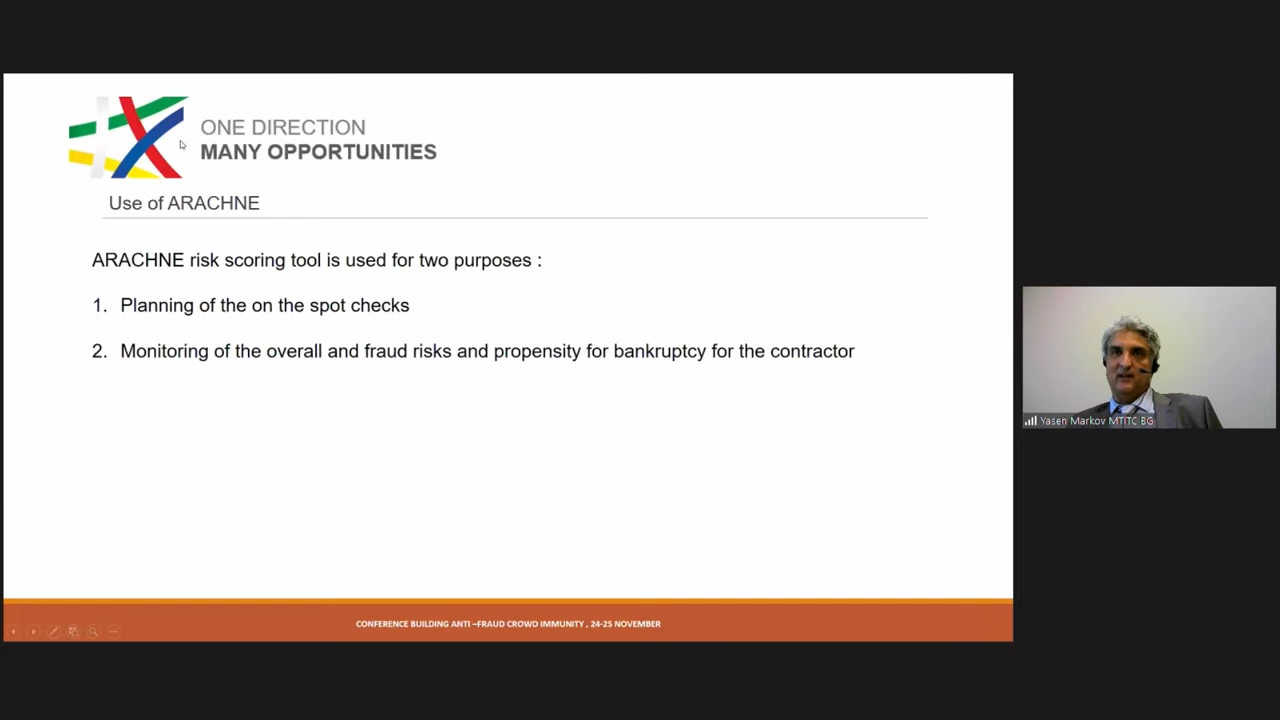 ONE DIRECTION
MANY OPPORTUNITIES
Use of ARACHNE
ARACHNE risk scoring tool is used for two purposes :
1. Planning of the on the spot checks
2. Monitoring of the overall and fraud risks and propensity for bankruptcy for the contractor
Yasen Markov MTITC BG
CONFERENCE BUILDING ANTI –FRAUD CROWD IMMUNITY , 24-25 NOVEMBER